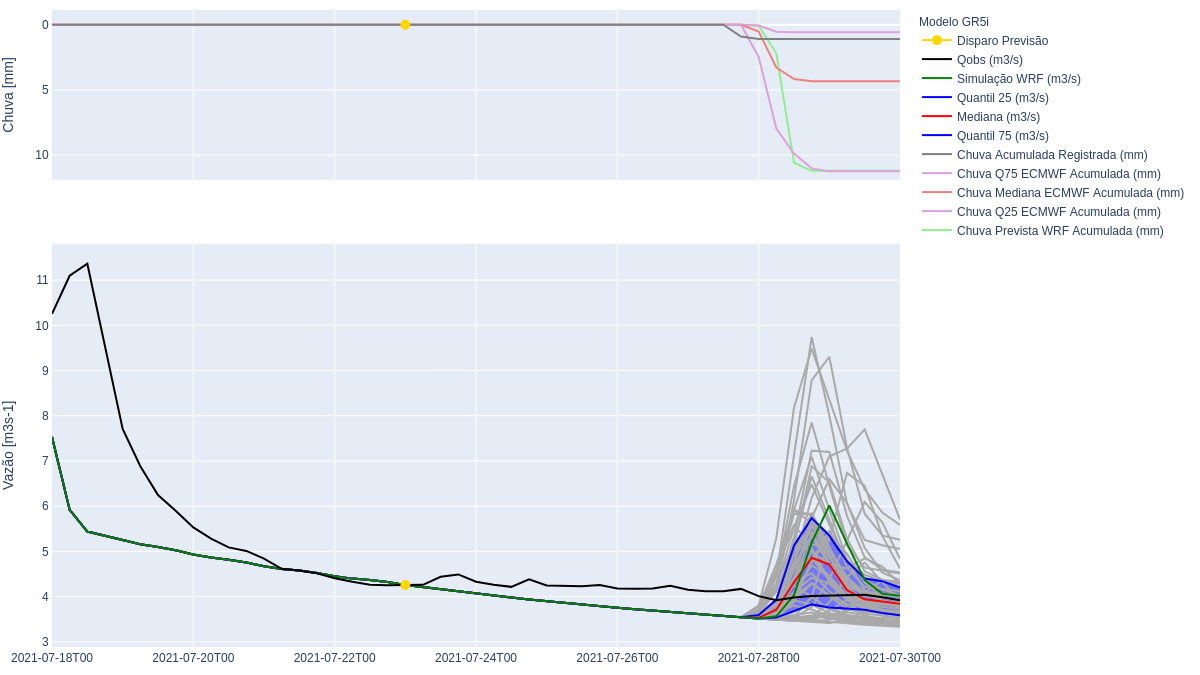 0
5
10
Chuva [mm]
Modelo GR5i
Disparo Previsão
Qobs (m3/s)
Simulação WRF (m3/s)
Quantil 25 (m3/s)
Mediana (m3/s)
Quantil 75 (m3/s)
Chuva Acumulada Registrada (mm)
Chuva Q75 ECMWF Acumulada (mm)
Chuva Mediana ECMWF Acumulada (mm)
Chuva Q25 ECMWF Acumulada (mm)
Chuva Prevista WRF Acumulada (mm)
11
10
9
8
7
6
5
4
3
Vazão [m3s-1]
2021-07-18T00
2021-07-20T00
2021-07-22T00
2021-07-24T00
2021-07-26T00
2021-07-28T00
2021-07-30T00